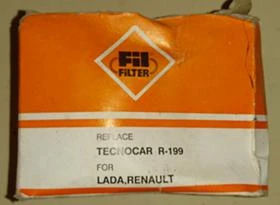 Fil
FILTER
REPLACE
TECNOCAR R-199
FOR
LADA,RENAULT